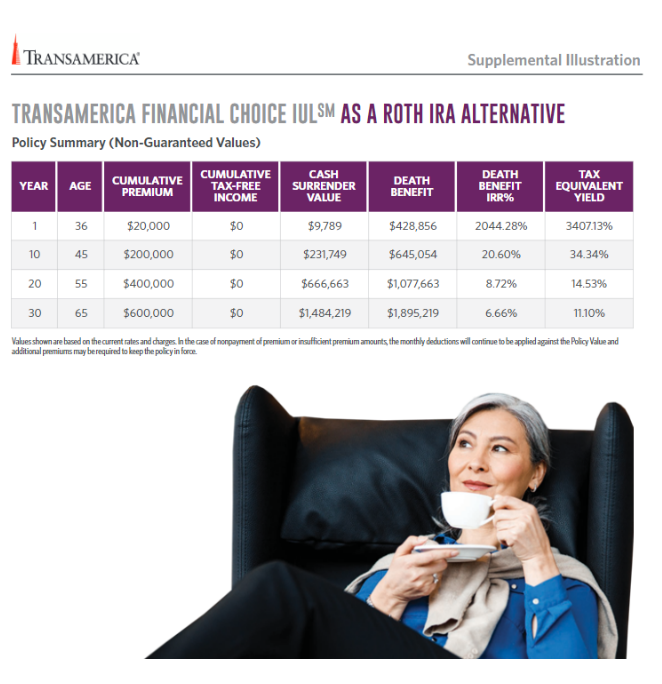 TRANSAMERICA®
Supplemental Illustration
TRANSAMERICA FINANCIAL CHOICE IUL℠ AS A ROTH IRA ALTERNATIVE
Policy Summary (Non-Guaranteed Values)
YEAR AGE CUMULATIVE PREMIUM CUMULATIVE TAX-FREE INCOME CASH SURRENDER VALUE DEATH BENEFIT DEATH BENEFIT IRR% TAX EQUIVALENT YIELD
1 36 $20,000 $0 $9,789 $428,856 2044.28% 3407.13%
10 45 $200,000 $0 $231,749 $645,054 20.60% 34.34%
20 55 $400,000 $0 $666,663 $1,077,663 8.72% 14.53%
30 65 $600,000 $0 $1,484,219 $1,895,219 6.66% 11.10%
Values shown are based on the current rates and charges. In the case of nonpayment of premium or insufficient premium amounts, the monthly deductions will continue to be applied against the Policy Value and
additional premiums may be required to keep the policy in force.